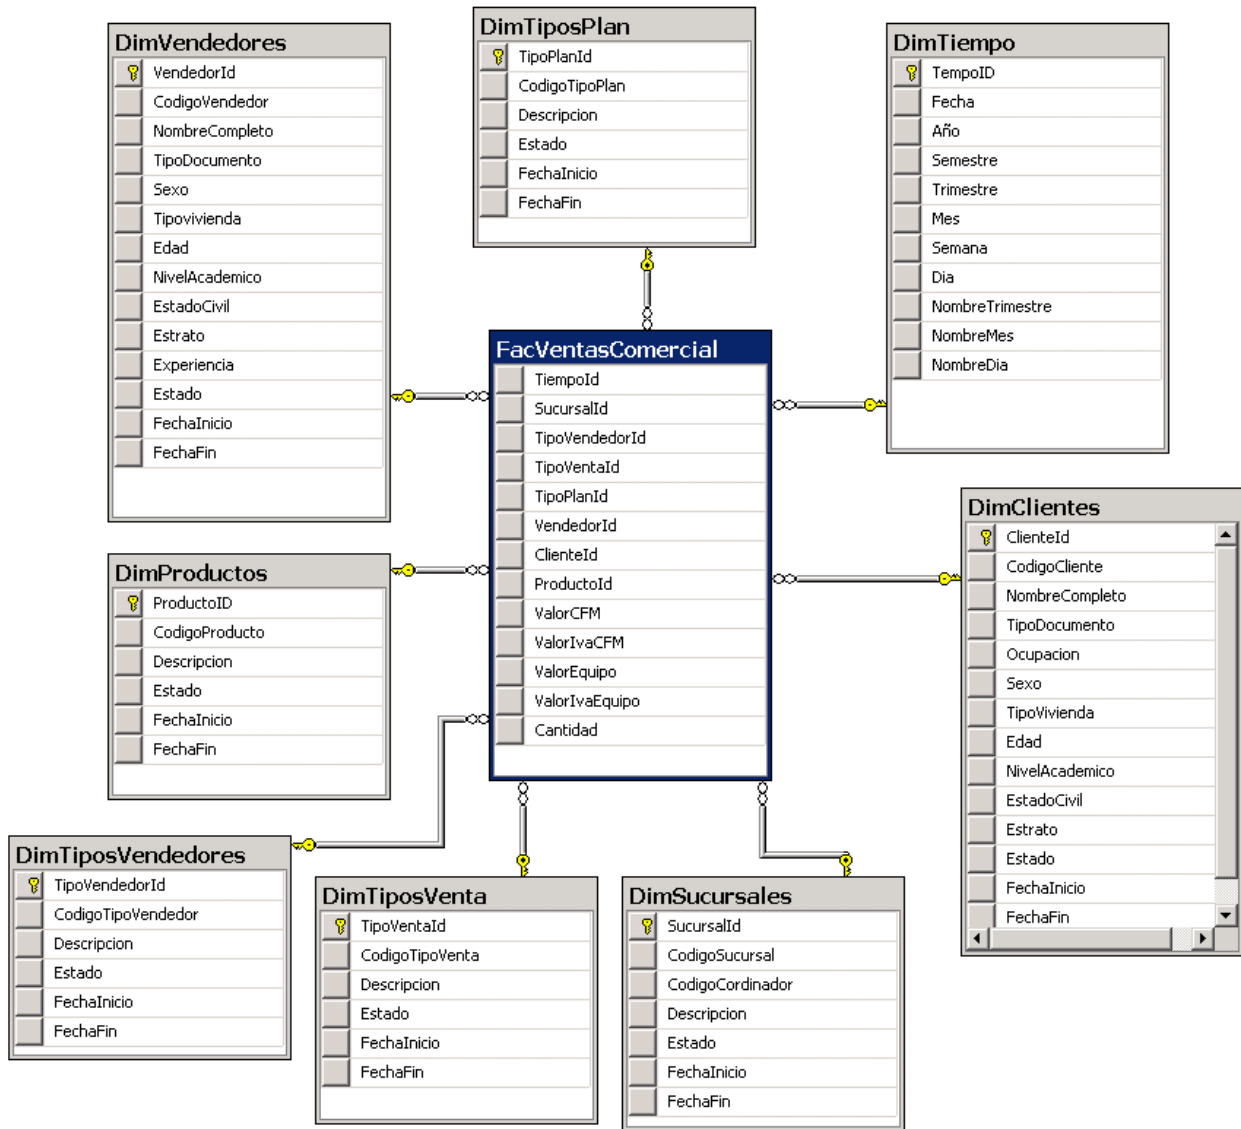 DimVendedores
VendedorId
CodigoVendedor
NombreCompleto
TipoDocumento
Sexo
Tipovivienda
Edad
NivelAcademico
EstadoCivil
Estrato
Experiencia
Estado
FechaInicio
FechaFin
DimTiposPlan
TipoPlanId
CodigoTipoPlan
Descripcion
Estado
FechaInicio
FechaFin
DimTiempo
TempoID
Fecha
Año
Semestre
Trimestre
Mes
Semana
Dia
NombreTrimestre
NombreMes
NombreDia
FacVentasComercial
TiempoId
SucursalId
TipoVendedorId
TipoVentaId
TipoPlanId
VendedorId
ClienteId
ProductoId
ValorCFM
ValorIvaCFM
ValorEquipo
ValorIvaEquipo
Cantidad
DimClientes
ClienteId
CodigoCliente
NombreCompleto
TipoDocumento
Ocupacion
Sexo
TipoVivienda
Edad
NivelAcademico
EstadoCivil
Estrato
Estado
FechaInicio
FechaFin
DimProductos
ProductoID
CodigoProducto
Descripcion
Estado
FechaInicio
FechaFin
DimTiposVendedores
TipoVendedorId
CodigoTipoVendedor
Descripcion
Estado
FechaInicio
FechaFin
DimTiposVenta
TipoVentaId
CodigoTipoVenta
Descripcion
Estado
FechaInicio
FechaFin
DimSucursales
SucursalId
CodigoSucursal
CodigoCordinador
Descripcion
Estado
FechaInicio
FechaFin